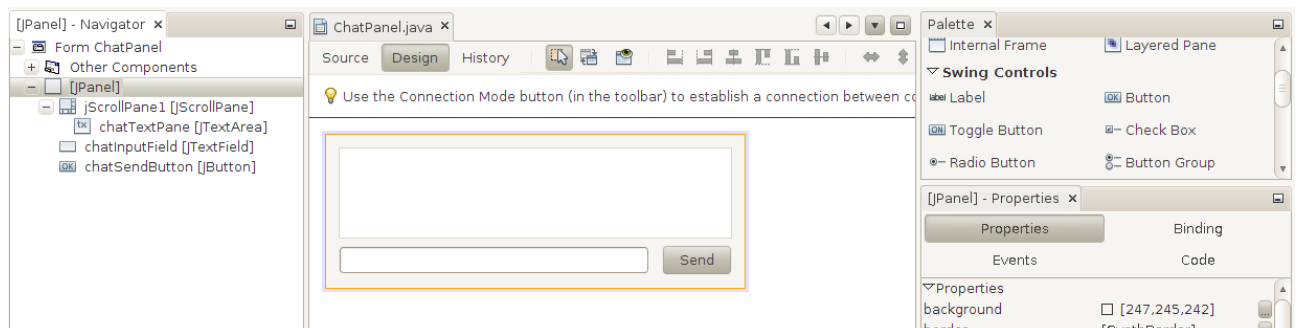 [JPanel] - Navigator
Form ChatPanel
Other Components
[JPanel]
jScrollPane1 [JScrollPane]
chatTextPane [JTextArea]
chatInputField [JTextField]
chatSendButton [JButton]
ChatPanel.java
Source Design History
Use the Connection Mode button (in the toolbar) to establish a connection between co
Send
Palette
Internal Frame Layered Pane
Swing Controls
label Label OK Button
ON Toggle Button Check Box
Radio Button Button Group
[JPanel] - Properties
Properties Binding
Events Code
Properties
background [247,245,242] ...